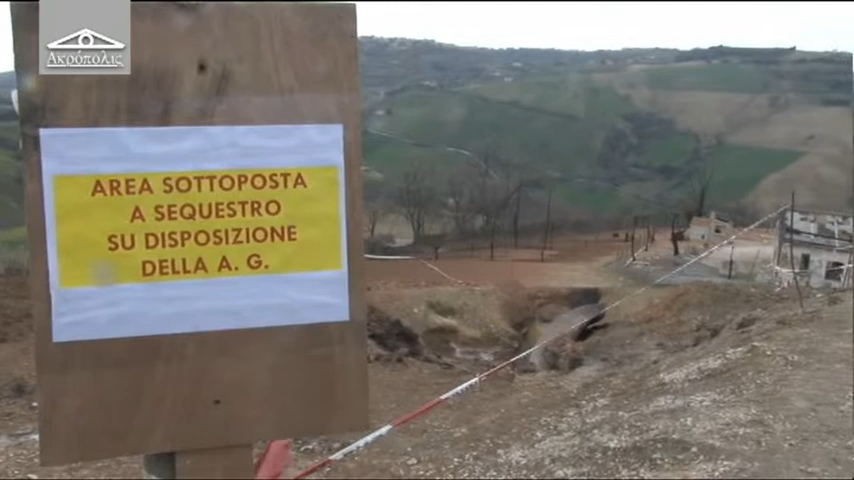 Ακρόπολις
AREA SOTTOPOSTA
A SEQUESTRO
SU DISPOSIZIONE
DELLA A. G.